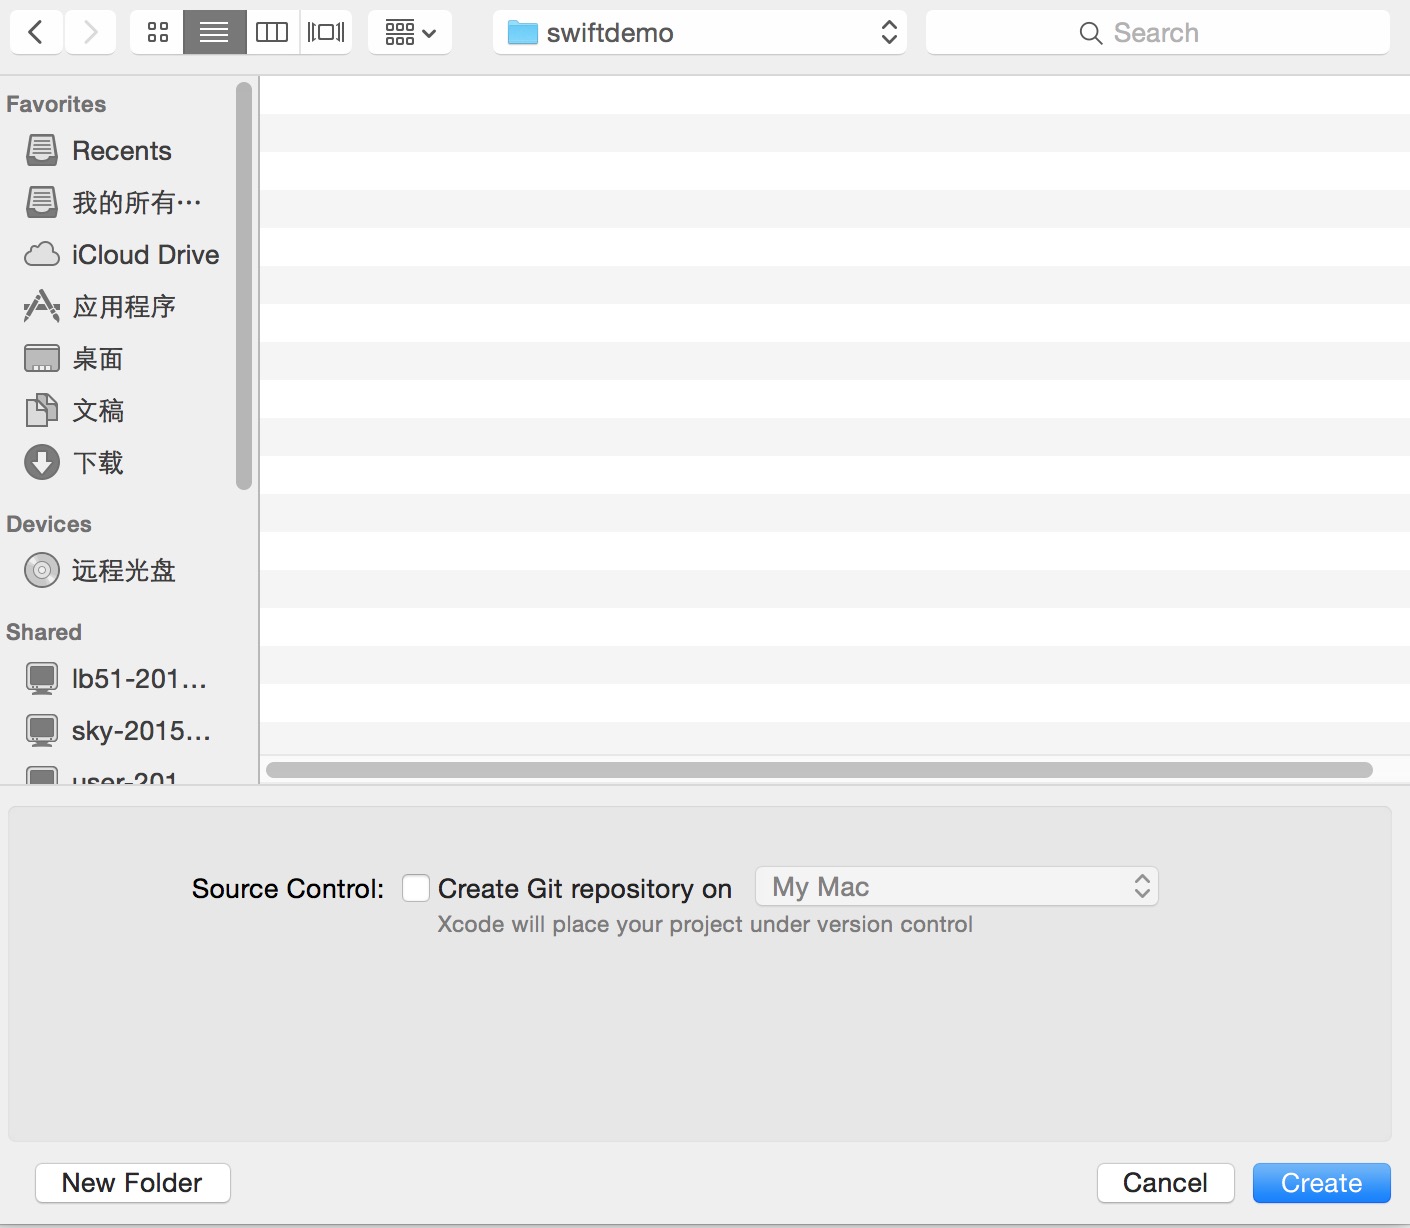 swiftdemo
Search
Favorites
Recents
我的所有…
iCloud Drive
应用程序
桌面
文稿
下载
Devices
远程光盘
Shared
lb51-201...
sky-2015...
user-201
Source Control: Create Git repository on My Mac
Xcode will place your project under version control
New Folder Cancel Create